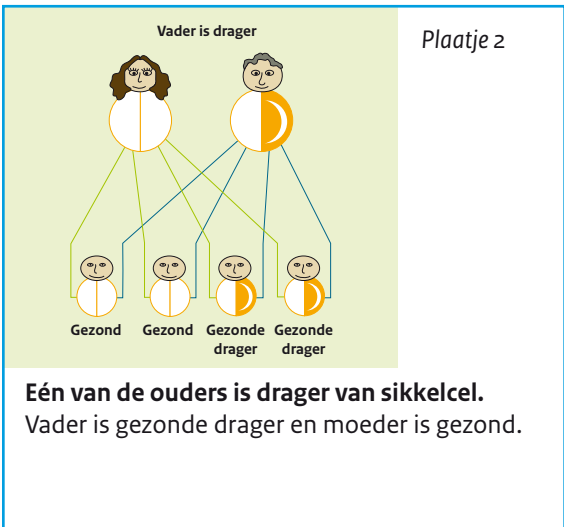 Vader is drager
Plaatje 2
Gezond Gezond Gezonde drager Gezonde drager
Eén van de ouders is drager van sikkelcel.
Vader is gezonde drager en moeder is gezond.